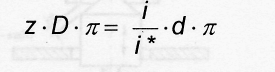 z · D · π = i / i* · d · π